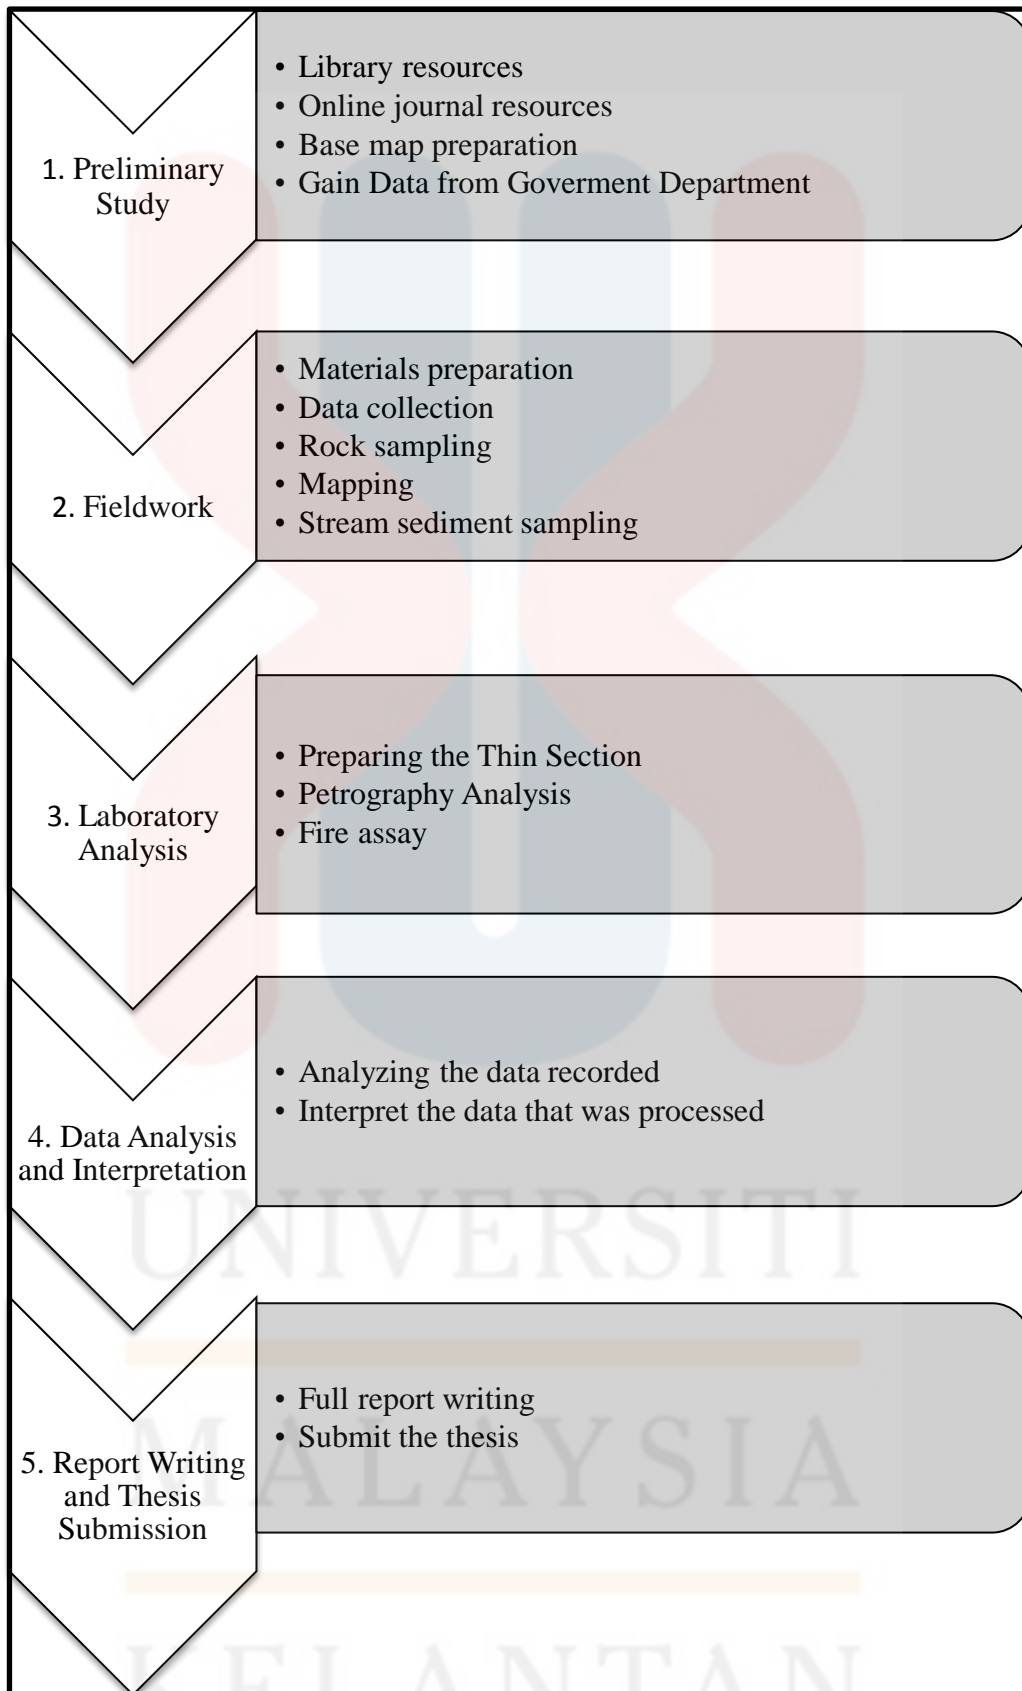 1. Preliminary
Study
• Library resources
• Online journal resources
• Base map preparation
• Gain Data from Goverment Department
2. Fieldwork
• Materials preparation
• Data collection
• Rock sampling
• Mapping
• Stream sediment sampling
3. Laboratory
Analysis
• Preparing the Thin Section
• Petrography Analysis
• Fire assay
4. Data Analysis
and Interpretation
• Analyzing the data recorded
• Interpret the data that was processed
5. Report Writing
and Thesis
Submission
• Full report writing
• Submit the thesis
UNIVERSITI
MALAYSIA
KELANTAN